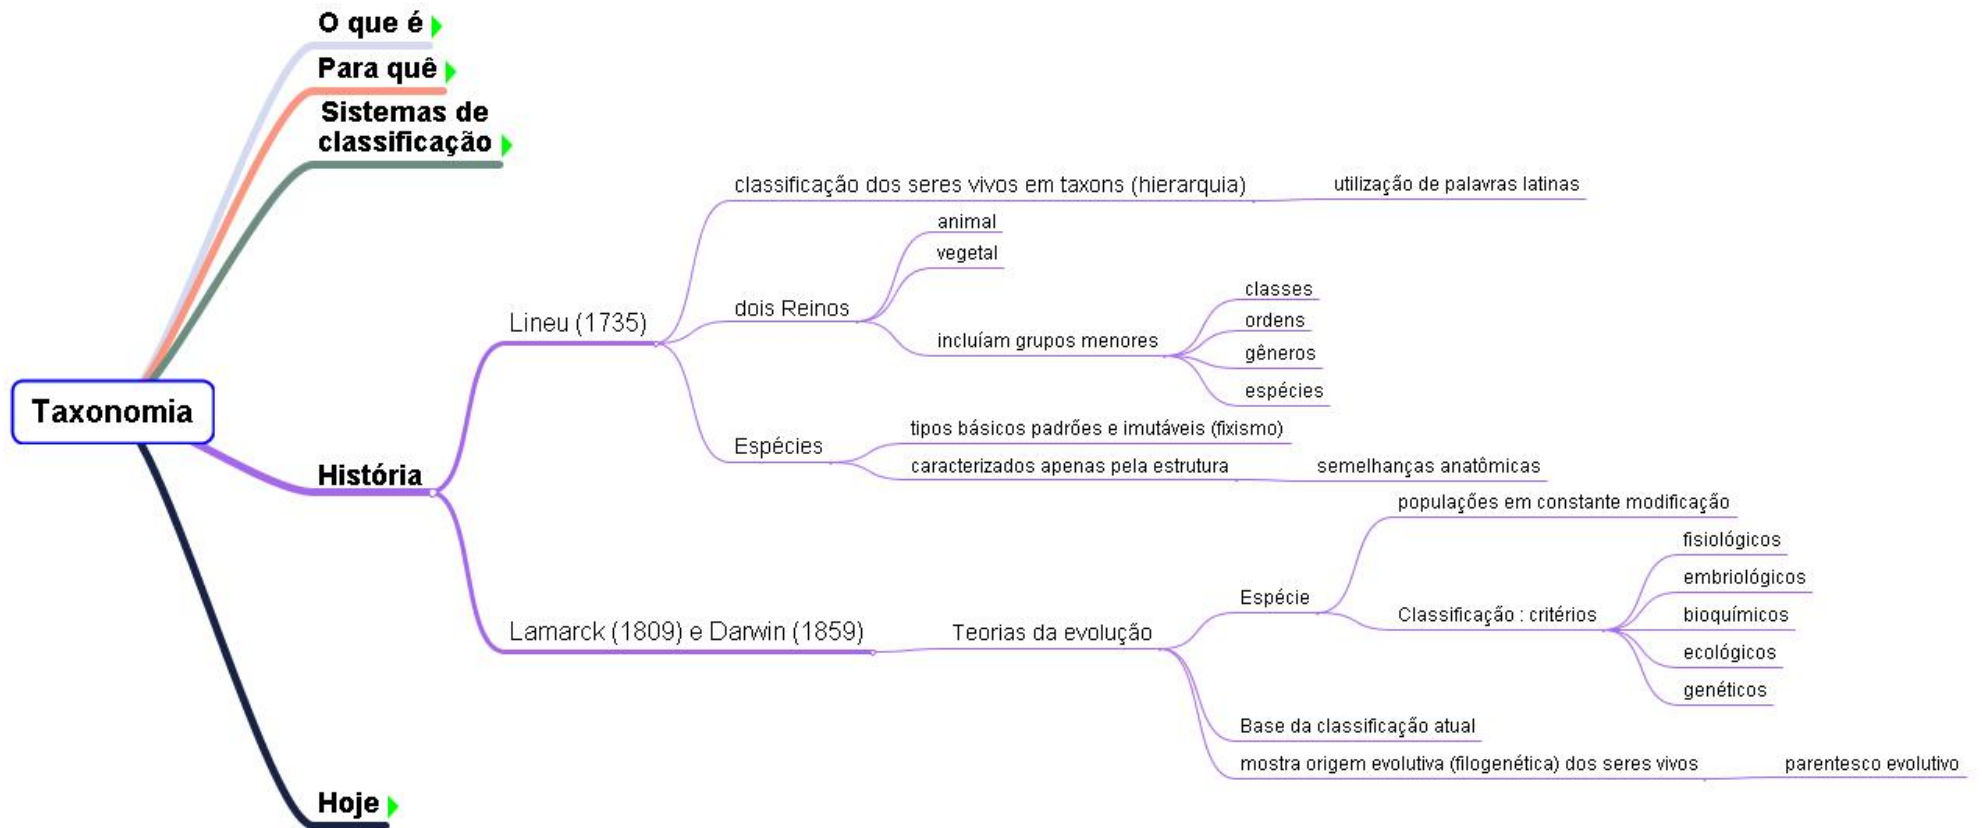 O que é
Para quê
Sistemas de
classificação
Taxonomia
História
Lineu (1735)
classificação dos seres vivos em taxons (hierarquia)
utilização de palavras latinas
dois Reinos
animal
vegetal
incluíam grupos menores
classes
ordens
gêneros
espécies
Espécies
tipos básicos padrões e imutáveis (fixismo)
caracterizados apenas pela estrutura
semelhanças anatômicas
Lamarck (1809) e Darwin (1859)
Teorias da evolução
Espécie
populações em constante modificação
Classificação : critérios
fisiológicos
embriológicos
bioquímicos
ecológicos
genéticos
Base da classificação atual
mostra origem evolutiva (filogenética) dos seres vivos
parentesco evolutivo
Hoje